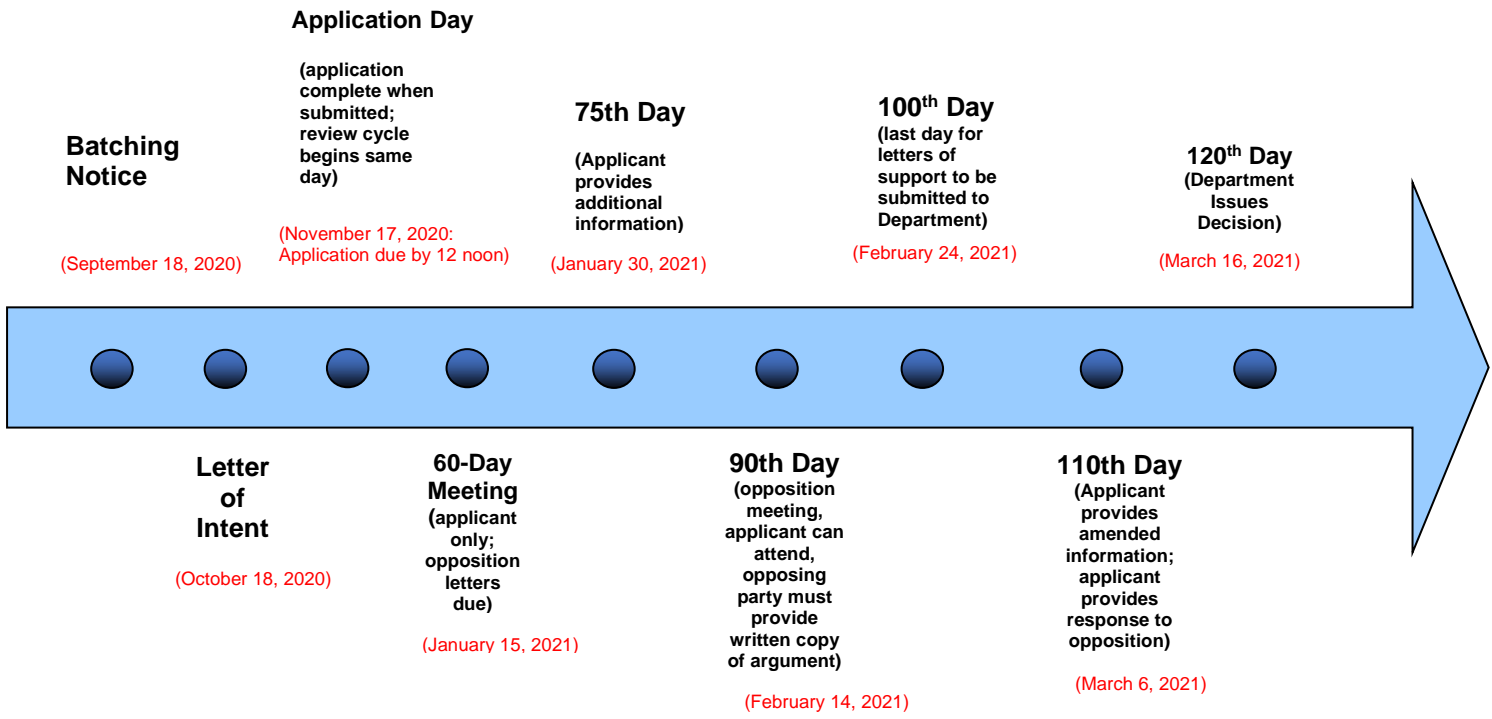 Batching
Notice
(September 18, 2020)
Letter
of
Intent
(October 18, 2020)
Application Day
(application
complete when
submitted;
review cycle
begins same
day)
(November 17, 2020:
Application due by 12 noon)
60-Day
Meeting
(applicant
only;
opposition
letters
due)
(January 15, 2021)
75th Day
(Applicant
provides
additional
information)
(January 30, 2021)
90th Day
(opposition
meeting,
applicant can
attend,
opposing
party must
provide
written copy
of argument)
(February 14, 2021)
100th Day
(last day for
letters of
support to be
submitted to
Department)
(February 24, 2021)
110th Day
(Applicant
provides
amended
information;
applicant
provides
response to
opposition)
(March 6, 2021)
120th Day
(Department
Issues
Decision)
(March 16, 2021)